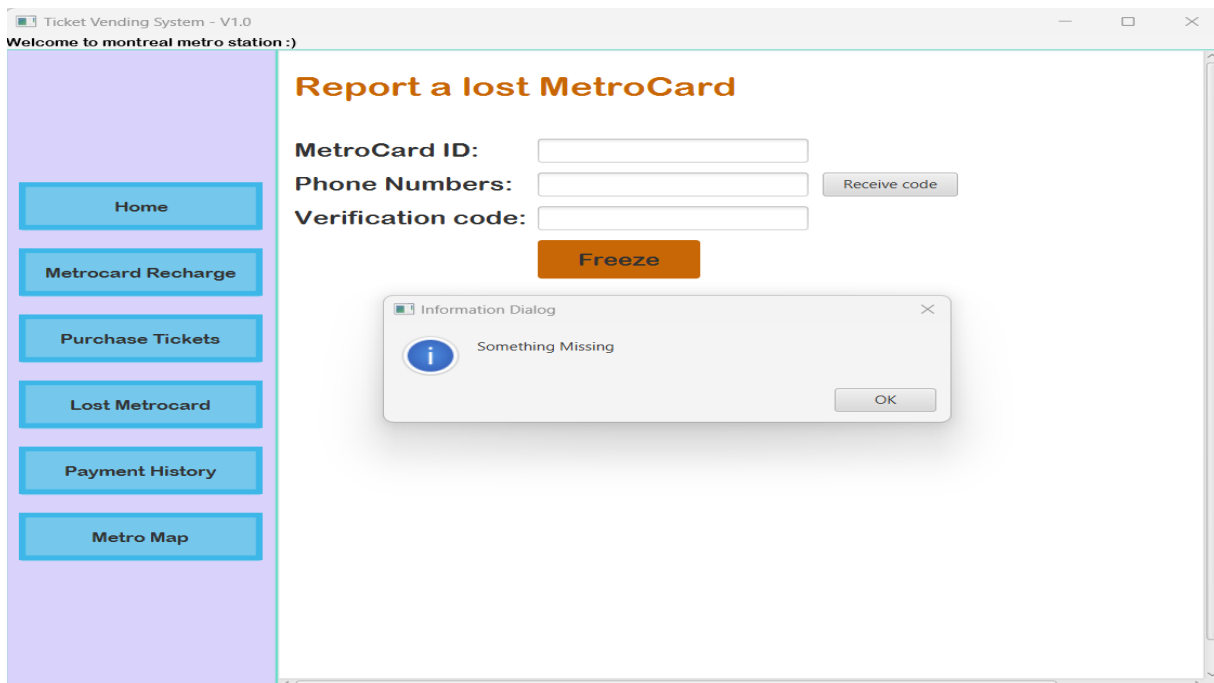 Ticket Vending System - V1.0
Welcome to montreal metro station :)
Report a lost MetroCard
MetroCard ID:
Phone Numbers:
Receive code
Verification code:
Freeze
Home
Metrocard Recharge
Purchase Tickets
Lost Metrocard
Payment History
Metro Map
Information Dialog
Something Missing
OK